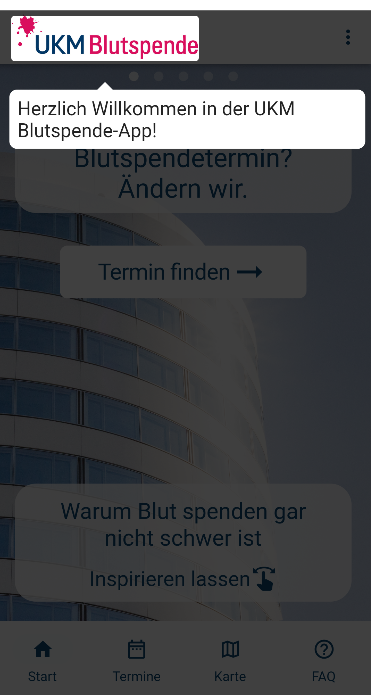 UKM Blutspende
Herzlich Willkommen in der UKM
Blutspende-App!
Blutspendetermin?
Ändern wir.
Termin finden
Warum Blut spenden gar
nicht schwer ist
Inspirieren lassen
Start
Termine
Karte
FAQ